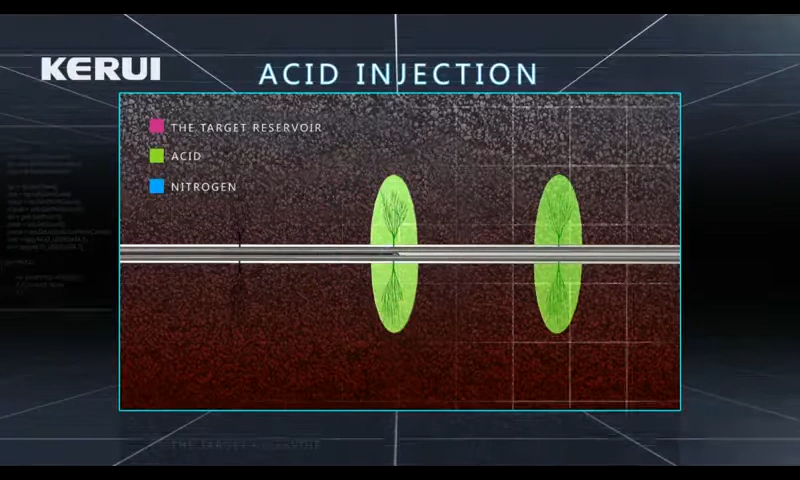 KERUI
ACID INJECTION
THE TARGET RESERVOIR
ACID
NITROGEN